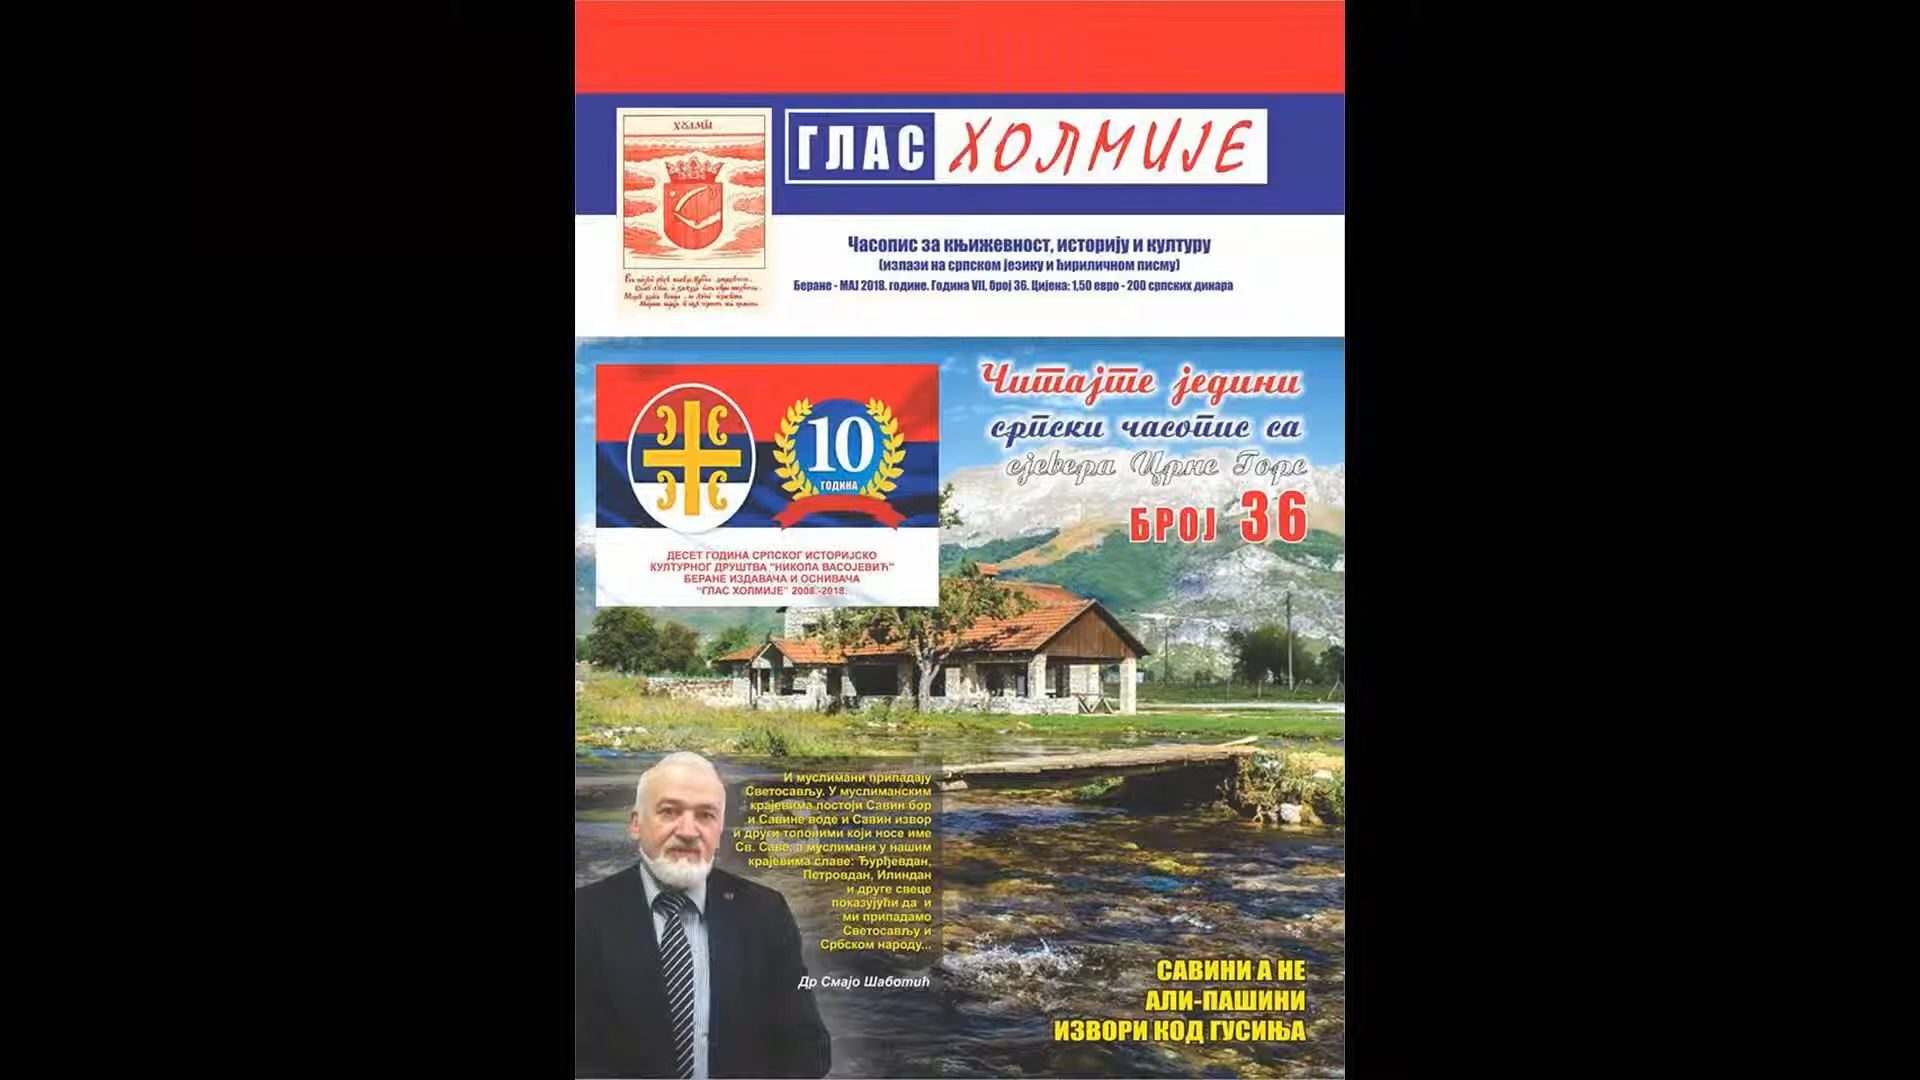 ХОЛМІЯ
ГЛАС ХОЛМИЈЕ
Часопис за књижевност, историју и културу
(излази на српском језику и ћириличном писму)
Беране - МАЈ 2018. године. Година VII, број 36. Цијена: 1,50 евро - 200 српских динара
10
ГОДИНА
ДЕСЕТ ГОДИНА СРПСКОГ ИСТОРИЈСКО
КУЛТУРНОГ ДРУШТВА "НИКОЛА ВАСОЈЕВИЋ"
БЕРАНЕ ИЗДАВАЧА И ОСНИВАЧА
"ГЛАС ХОЛМИЈЕ" 2008.-2018.
Читајте једини
српски часопис са
сјевера Црне Горе
БРОЈ 36
И муслимани припадају
Светосављу. У муслиманским
крајевима постоји Савин бор
и Савине воде и Савин извор
и други топоними који носе име
Св. Саве, а муслимани у нашим
крајевима славе: Ђурђевдан,
Петровдан, Илиндан
и друге свеце
показујући да и
ми припадамо
Светосављу и
Србском народу...
Др Смајо Шаботић
САВИНИ А НЕ
АЛИ-ПАШИНИ
ИЗВОРИ КОД ГУСИЊА